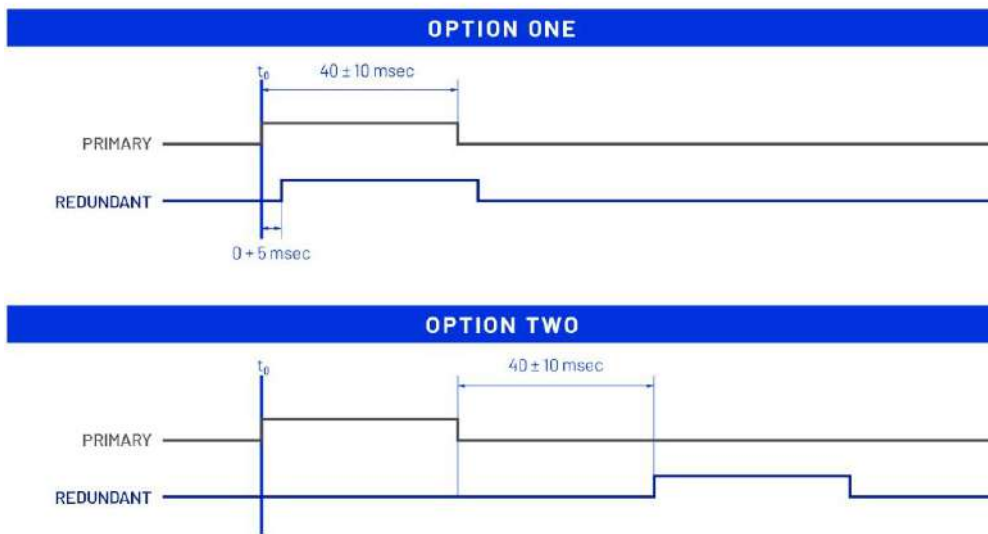 OPTION ONE
t₀
40 ± 10 msec
PRIMARY
REDUNDANT
0 + 5 msec
OPTION TWO
t₀
40 ± 10 msec
PRIMARY
REDUNDANT